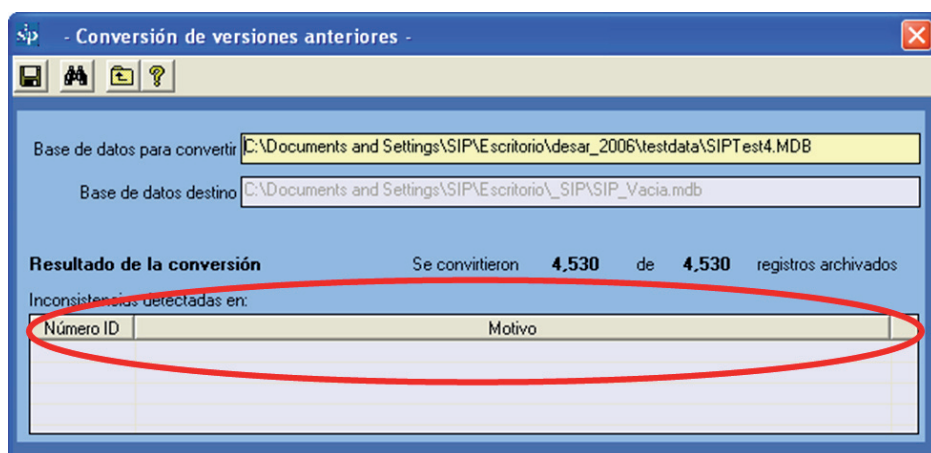 sip - Conversión de versiones anteriores -
Base de datos para convertir C:\Documents and Settings\SIP\Escritorio\desar_2006\testdata\SIPTest4.MDB
Base de datos destino C:\Documents and Settings\SIP\Escritorio\_SIP\SIP_Vacia.mdb
Resultado de la conversión Se convirtieron 4,530 de 4,530 registros archivados
Inconsistencias detectadas en:
Número ID Motivo